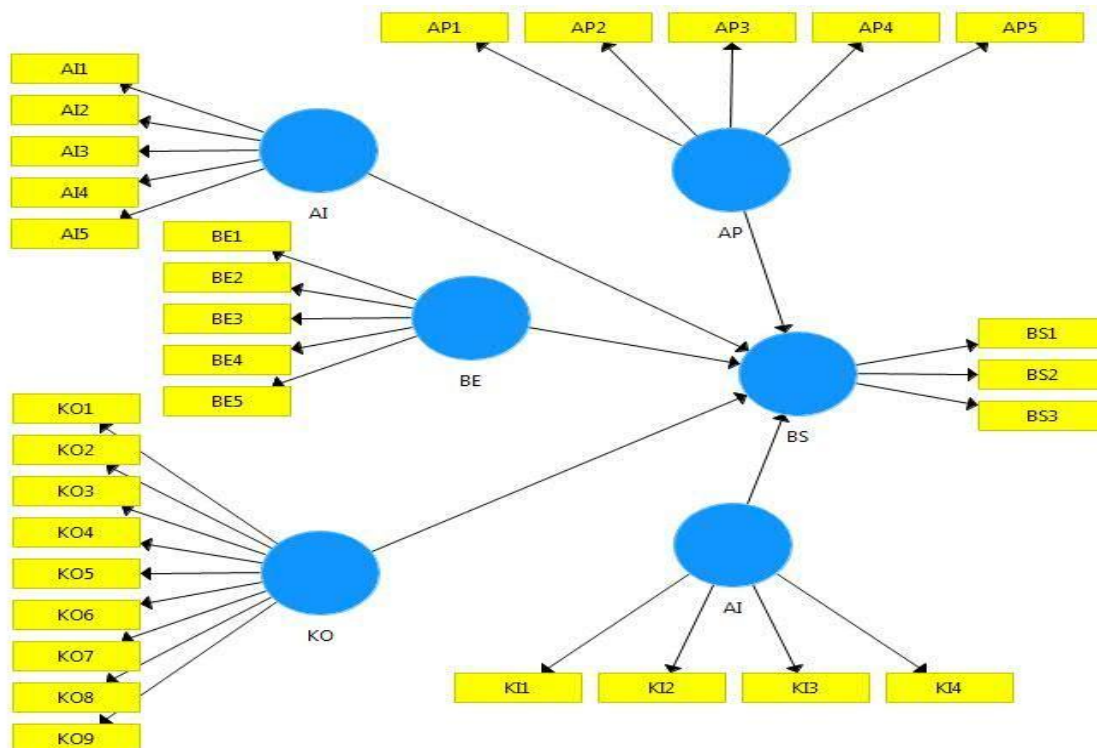 AP1
AP2
AP3
AP4
AP5
AI1
AI2
AI3
AI4
AI5
AI
AP
BE1
BE2
BE3
BE4
BE5
BE
BS1
BS2
BS3
BS
KO1
KO2
KO3
KO4
KO5
KO6
KO7
KO8
KO9
KO
AI
KI1
KI2
KI3
KI4